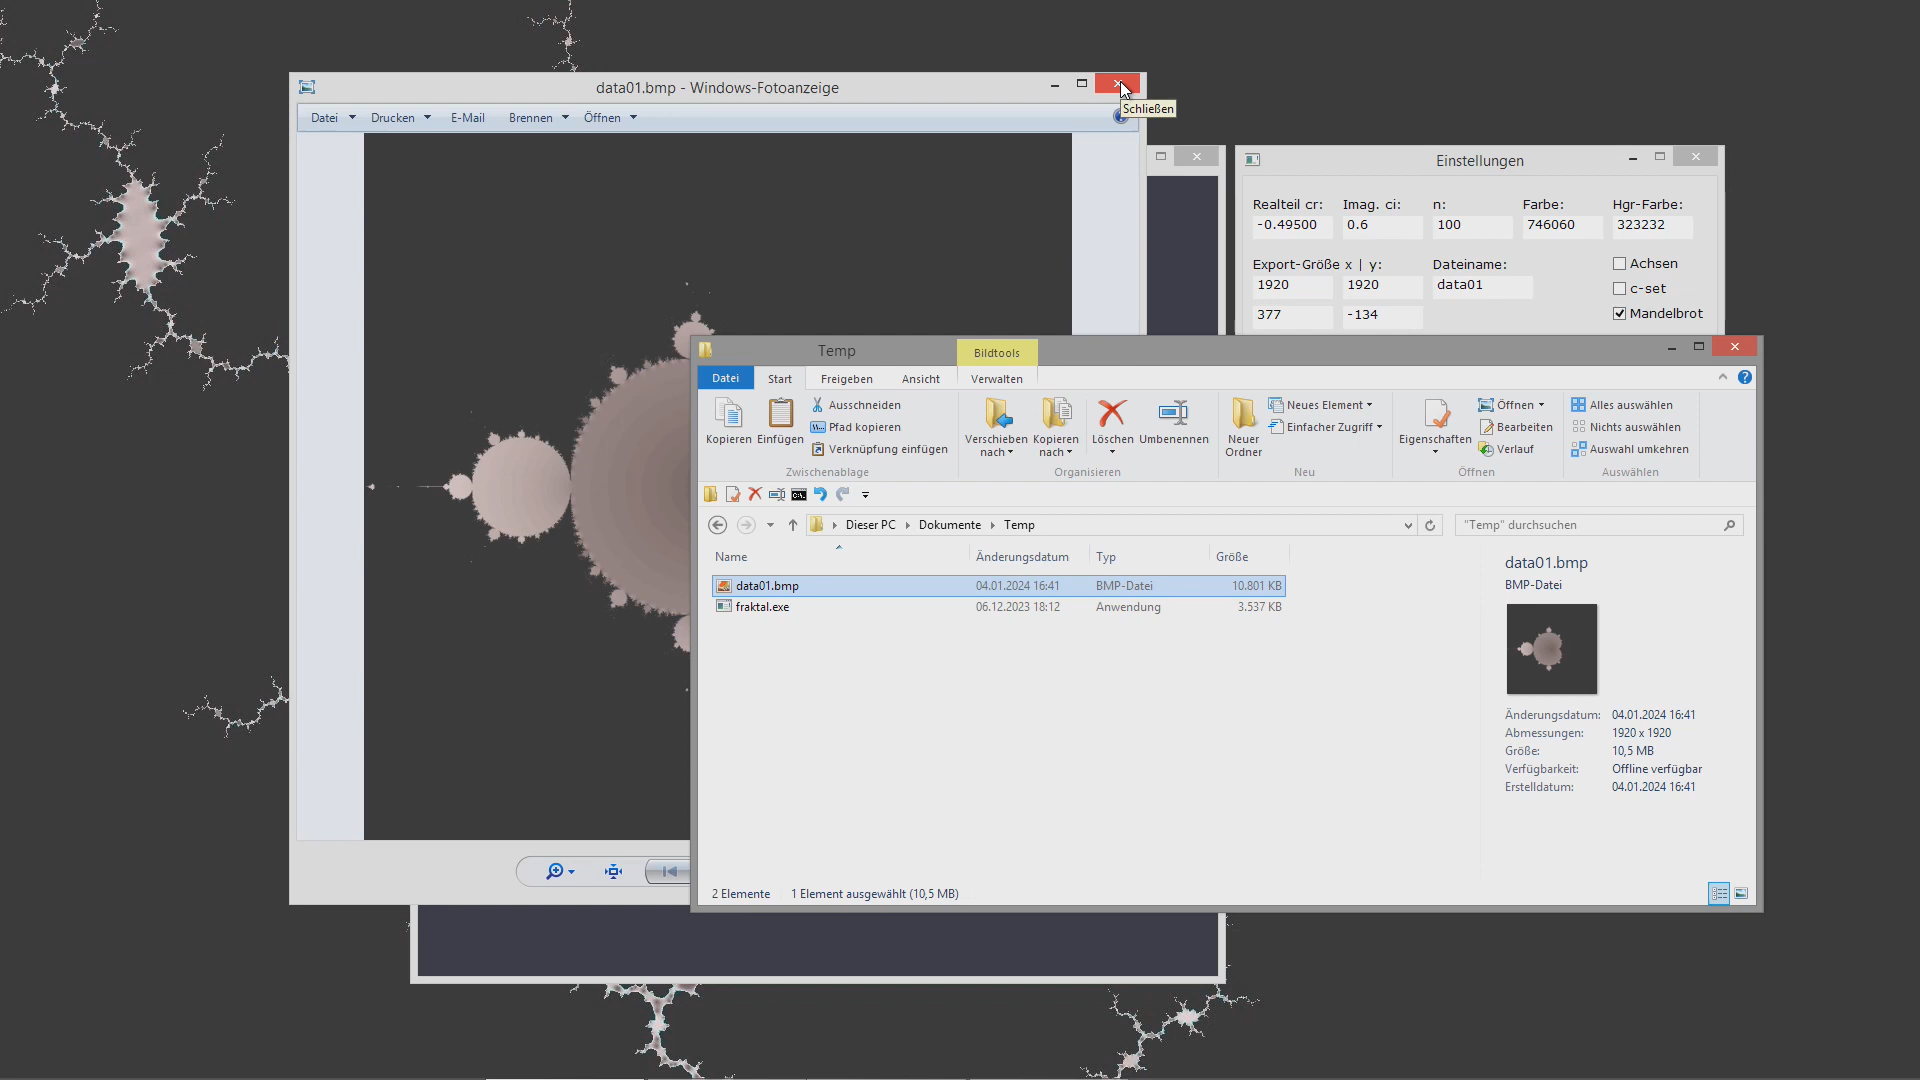 data01.bmp - Windows-Fotoanzeige
Datei Drucken E-Mail Brennen Öffnen
Schließen
Einstellungen
Realteil cr: Imag. ci: n: Farbe: Hgr-Farbe:
-0.49500 0.6 100 746060 323232
Export-Größe x | y: Dateiname:
1920 1920 data01
377 -134
Achsen
c-set
Mandelbrot
Temp
Bildtools
Datei Start Freigeben Ansicht Verwalten
Kopieren
Einfügen
Ausschneiden
Pfad kopieren
Verknüpfung einfügen
Zwischenablage
Verschieben nach
Kopieren nach
Löschen
Umbenennen
Organisieren
Neuer Ordner
Neues Element
Einfacher Zugriff
Neu
Eigenschaften
Öffnen
Bearbeiten
Verlauf
Öffnen
Alles auswählen
Nichts auswählen
Auswahl umkehren
Auswählen
Dieser PC Dokumente Temp
"Temp" durchsuchen
Name Änderungsdatum Typ Größe
data01.bmp 04.01.2024 16:41 BMP-Datei 10.801 KB
fraktal.exe 06.12.2023 18:12 Anwendung 3.537 KB
data01.bmp
BMP-Datei
Änderungsdatum: 04.01.2024 16:41
Abmessungen: 1920 x 1920
Größe: 10,5 MB
Verfügbarkeit: Offline verfügbar
Erstelldatum: 04.01.2024 16:41
2 Elemente 1 Element ausgewählt (10,5 MB)